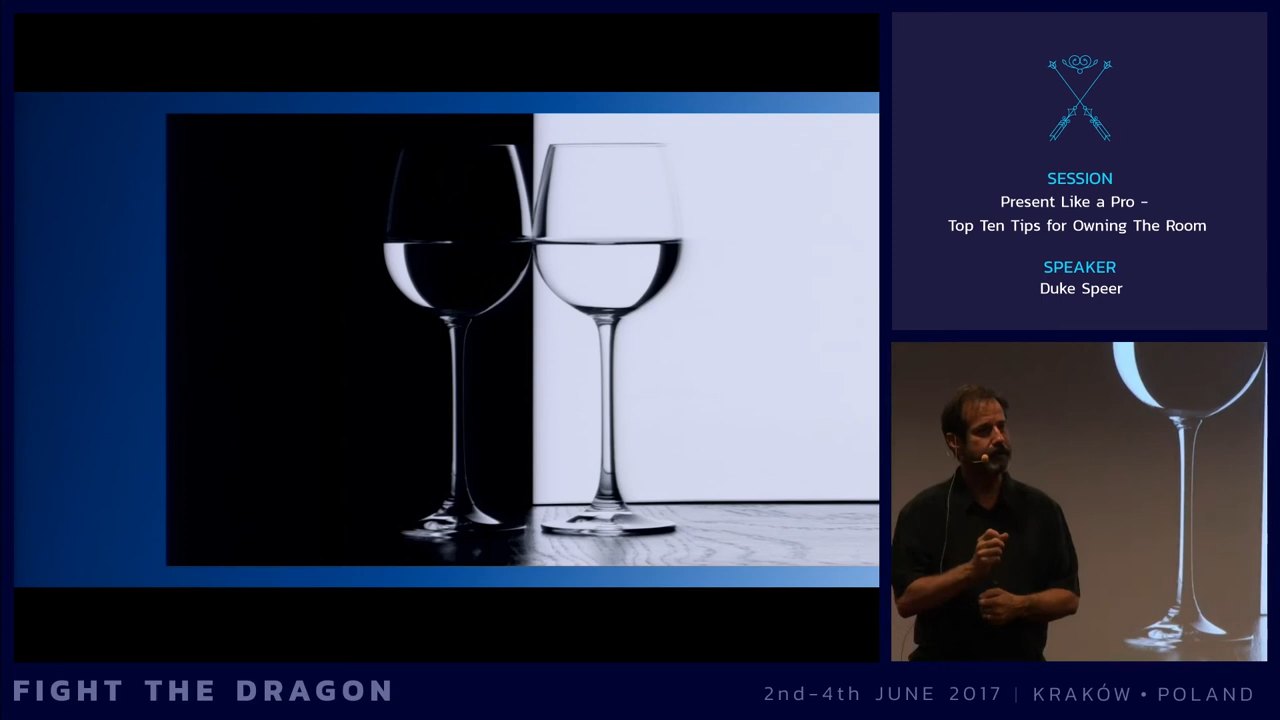 SESSION
Present Like a Pro -
Top Ten Tips for Owning The Room
SPEAKER
Duke Speer
FIGHT THE DRAGON
2nd-4th JUNE 2017 | KRAKÓW • POLAND